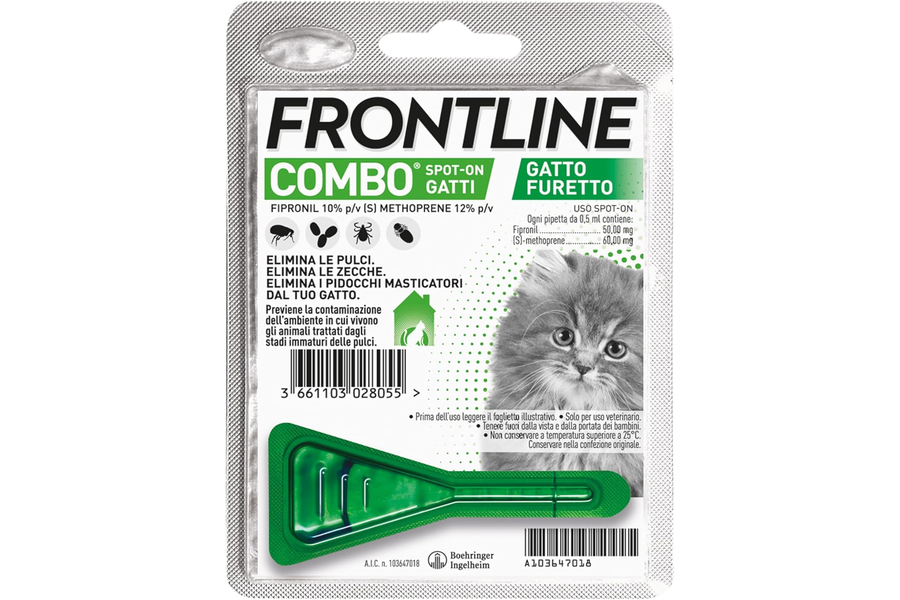 FRONTLINE
COMBO® SPOT-ON GATTI
GATTO FURETTO
FIPRONIL 10% p/v (S) METHOPRENE 12% p/v
USO SPOT-ON
Ogni pipetta da 0,5 ml contiene:
Fipronil........................ 50,00 mg
(S)-methoprene............. 60,00 mg
ELIMINA LE PULCI.
ELIMINA LE ZECCHE.
ELIMINA I PIDOCCHI MASTICATORI
DAL TUO GATTO.
Previene la contaminazione
dell'ambiente in cui vivono
gli animali trattati dagli
stadi immaturi delle pulci.
3 661103 028055 >
• Prima dell'uso leggere il foglietto illustrativo. • Solo per uso veterinario.
• Tenere fuori dalla vista e dalla portata dei bambini.
• Non conservare a temperatura superiore a 25°C.
Conservare nella confezione originale.
A.I.C. n. 103647018
Boehringer
Ingelheim
A103647018